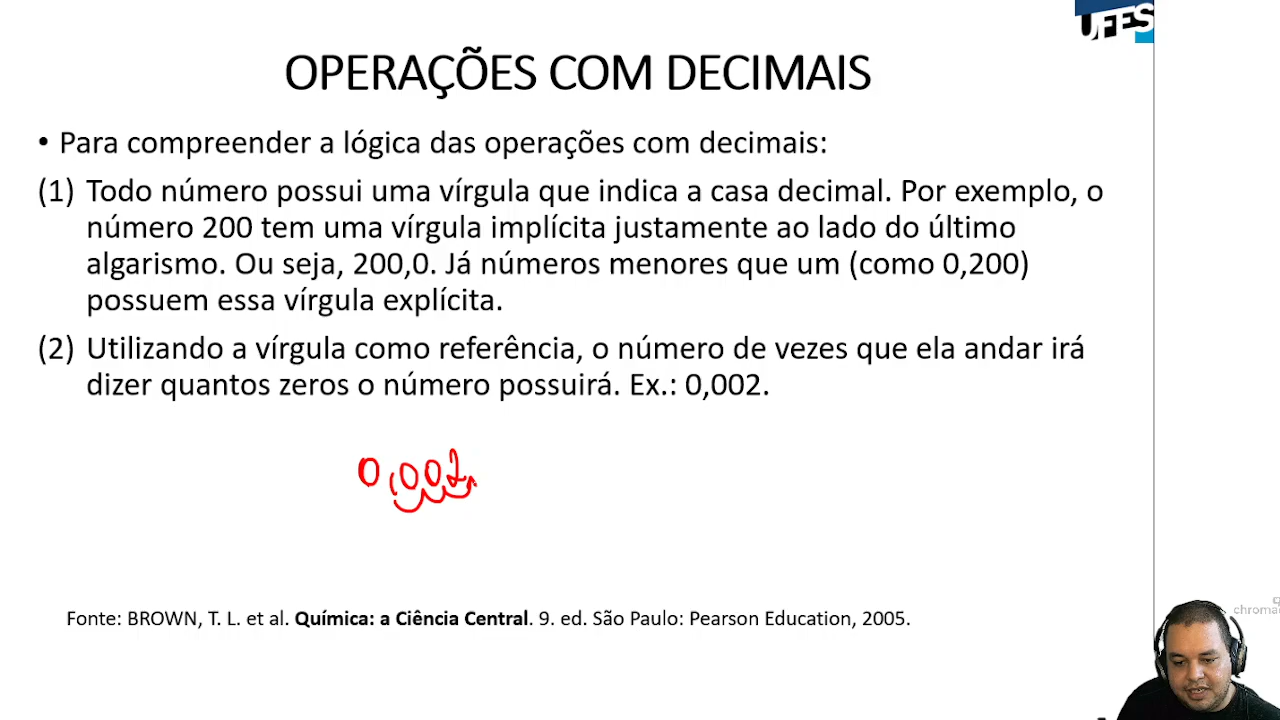 UFES
OPERAÇÕES COM DECIMAIS
• Para compreender a lógica das operações com decimais:
(1) Todo número possui uma vírgula que indica a casa decimal. Por exemplo, o
número 200 tem uma vírgula implícita justamente ao lado do último
algarismo. Ou seja, 200,0. Já números menores que um (como 0,200)
possuem essa vírgula explícita.
(2) Utilizando a vírgula como referência, o número de vezes que ela andar irá
dizer quantos zeros o número possuirá. Ex.: 0,002.
0,002,
Fonte: BROWN, T. L. et al. Química: a Ciência Central. 9. ed. São Paulo: Pearson Education, 2005.